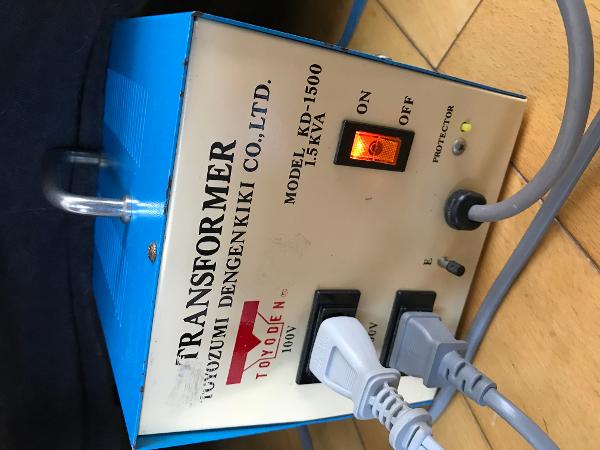 TRANSFORMER
TOYOZUMI DENGENKIKI CO., LTD.
MODEL KD-1500
1.5KVA
ON
OFF
PROTECTOR
E
TOYODEN®
100V